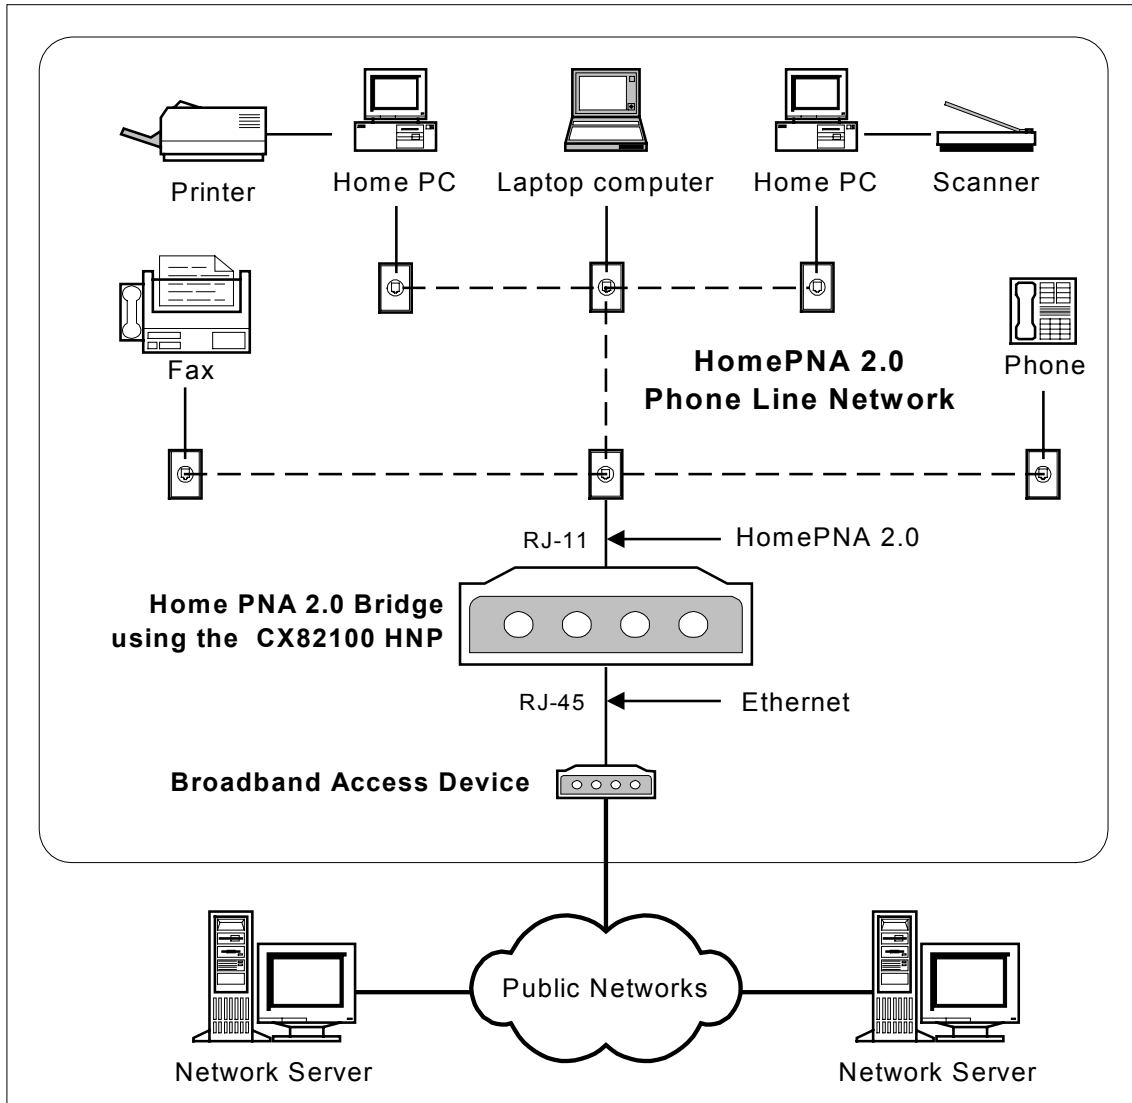 Printer
Home PC
Laptop computer
Home PC
Scanner
Fax
HomePNA 2.0
Phone Line Network
Phone
RJ-11
HomePNA 2.0
Home PNA 2.0 Bridge
using the CX82100 HNP
RJ-45
Ethernet
Broadband Access Device
Public Networks
Network Server
Network Server